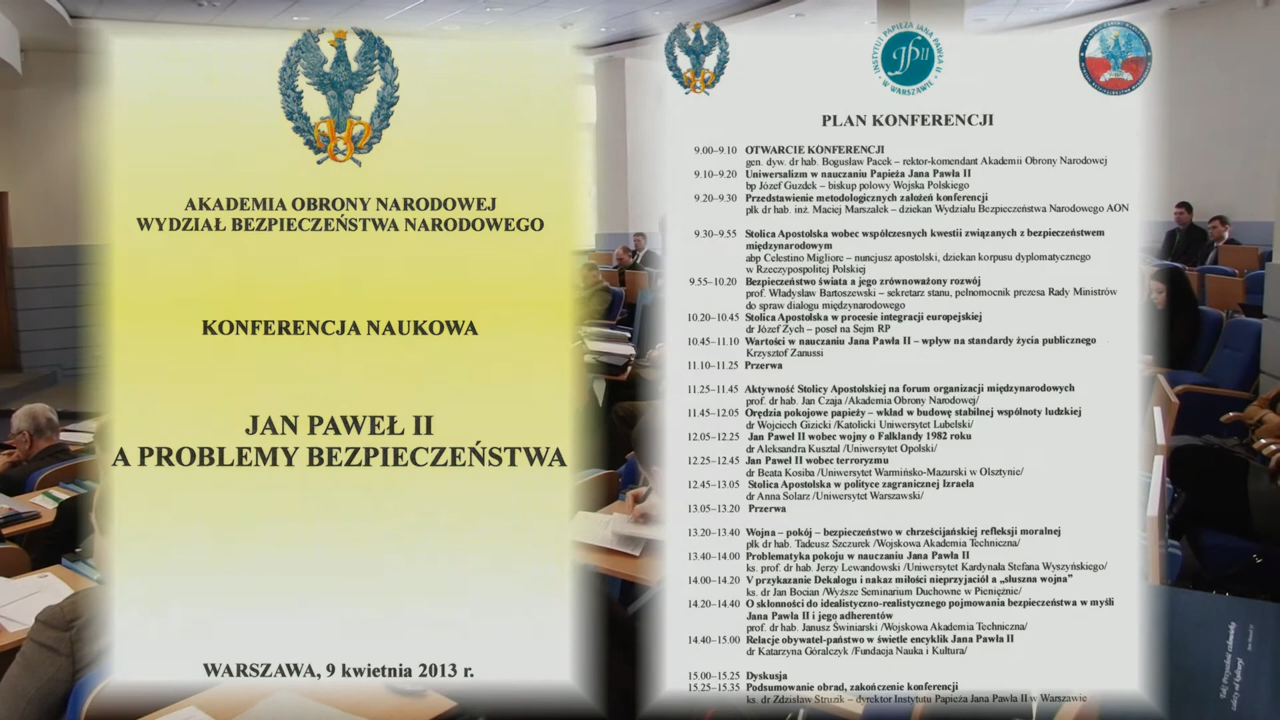 AKADEMIA OBRONY NARODOWEJ
WYDZIAŁ BEZPIECZEŃSTWA NARODOWEGO
KONFERENCJA NAUKOWA
JAN PAWEŁ II
A PROBLEMY BEZPIECZEŃSTWA
WARSZAWA, 9 kwietnia 2013 r.
INSTYTUT PAPIEŻA JANA PAWŁA II
W WARSZAWIE
JPII
PLAN KONFERENCJI
9.00–9.10 OTWARCIE KONFERENCJI
gen. dyw. dr hab. Bogusław Pacek – rektor-komendant Akademii Obrony Narodowej
9.10–9.20 Uniwersalizm w nauczaniu Papieża Jana Pawła II
bp Józef Guzdek – biskup polowy Wojska Polskiego
9.20–9.30 Przedstawienie metodologicznych założeń konferencji
płk dr hab. inż. Maciej Marszałek – dziekan Wydziału Bezpieczeństwa Narodowego AON
9.30–9.55 Stolica Apostolska wobec współczesnych kwestii związanych z bezpieczeństwem
międzynarodowym
abp Celestino Migliore – nuncjusz apostolski, dziekan korpusu dyplomatycznego
w Rzeczypospolitej Polskiej
9.55–10.20 Bezpieczeństwo świata a jego zrównoważony rozwój
prof. Władysław Bartoszewski – sekretarz stanu, pełnomocnik prezesa Rady Ministrów
do spraw dialogu międzynarodowego
10.20–10.45 Stolica Apostolska w procesie integracji europejskiej
dr Józef Zych – poseł na Sejm RP
10.45–11.10 Wartości w nauczaniu Jana Pawła II – wpływ na standardy życia publicznego
Krzysztof Zanussi
11.10–11.25 Przerwa
11.25–11.45 Aktywność Stolicy Apostolskiej na forum organizacji międzynarodowych
prof. dr hab. Jan Czaja /Akademia Obrony Narodowej/
11.45–12.05 Orędzia pokojowe papieży – wkład w budowę stabilnej wspólnoty ludzkiej
dr Wojciech Gizicki /Katolicki Uniwersytet Lubelski/
12.05–12.25 Jan Paweł II wobec wojny o Falklandy 1982 roku
dr Aleksandra Kusztal /Uniwersytet Opolski/
12.25–12.45 Jan Paweł II wobec terroryzmu
dr Beata Kosiba /Uniwersytet Warmińsko-Mazurski w Olsztynie/
12.45–13.05 Stolica Apostolska w polityce zagranicznej Izraela
dr Anna Solarz /Uniwersytet Warszawski/
13.05–13.20 Przerwa
13.20–13.40 Wojna – pokój – bezpieczeństwo w chrześcijańskiej refleksji moralnej
płk dr hab. Tadeusz Szczurek /Wojskowa Akademia Techniczna/
13.40–14.00 Problematyka pokoju w nauczaniu Jana Pawła II
ks. prof. dr hab. Jerzy Lewandowski /Uniwersytet Kardynała Stefana Wyszyńskiego/
14.00–14.20 V przykazanie Dekalogu i nakaz miłości nieprzyjaciół a „słuszna wojna”
ks. dr Jan Bocian /Wyższe Seminarium Duchowne w Pieniężnie/
14.20–14.40 O skłonności do idealistyczno-realistycznego pojmowania bezpieczeństwa w myśli
Jana Pawła II i jego adherentów
prof. dr hab. Janusz Świniarski /Wojskowa Akademia Techniczna/
14.40–15.00 Relacje obywatel-państwo w świetle encyklik Jana Pawła II
dr Katarzyna Góralczyk /Fundacja Nauka i Kultura/
15.00–15.25 Dyskusja
15.25–15.35 Podsumowanie obrad, zakończenie konferencji
ks. dr Zdzisław Struzik – dyrektor Instytutu Papieża Jana Pawła II w Warszawie
Tak! Przyszłość człowieka
zależy od kultury!